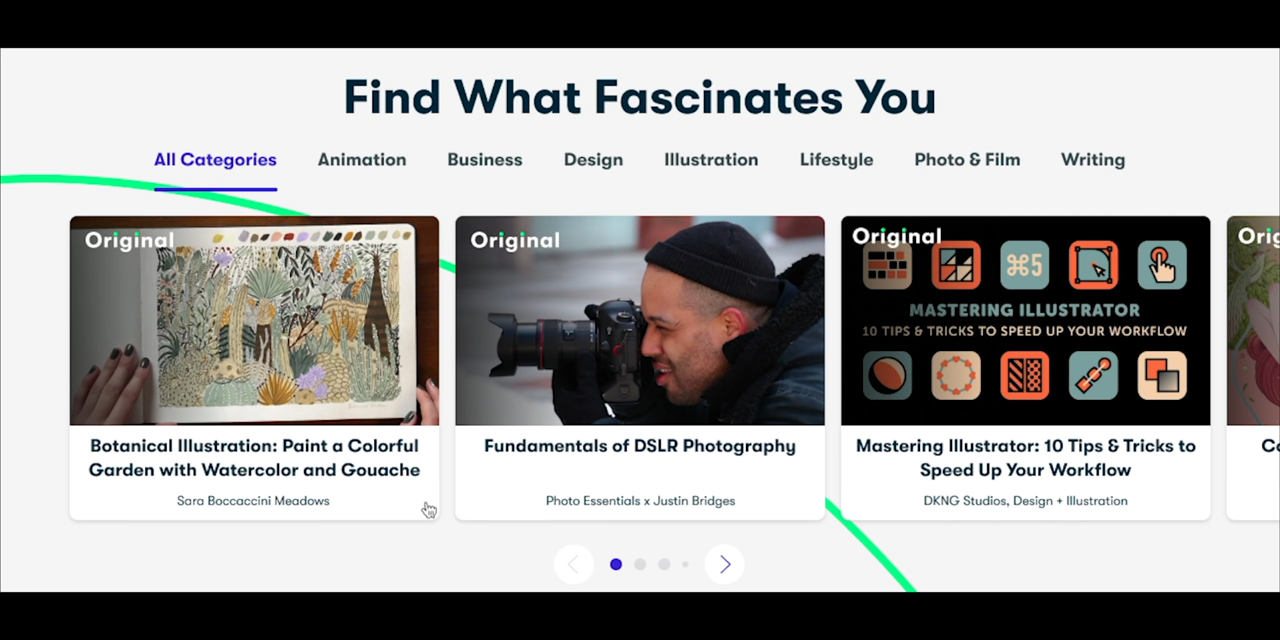 Find What Fascinates You
All Categories Animation Business Design Illustration Lifestyle Photo & Film Writing
Original
Original
Original
⌘5
MASTERING ILLUSTRATOR
10 TIPS & TRICKS TO SPEED UP YOUR WORKFLOW
Botanical Illustration: Paint a Colorful
Garden with Watercolor and Gouache
Sara Boccaccini Meadows
Fundamentals of DSLR Photography
Photo Essentials x Justin Bridges
Mastering Illustrator: 10 Tips & Tricks to
Speed Up Your Workflow
DKNG Studios, Design + Illustration